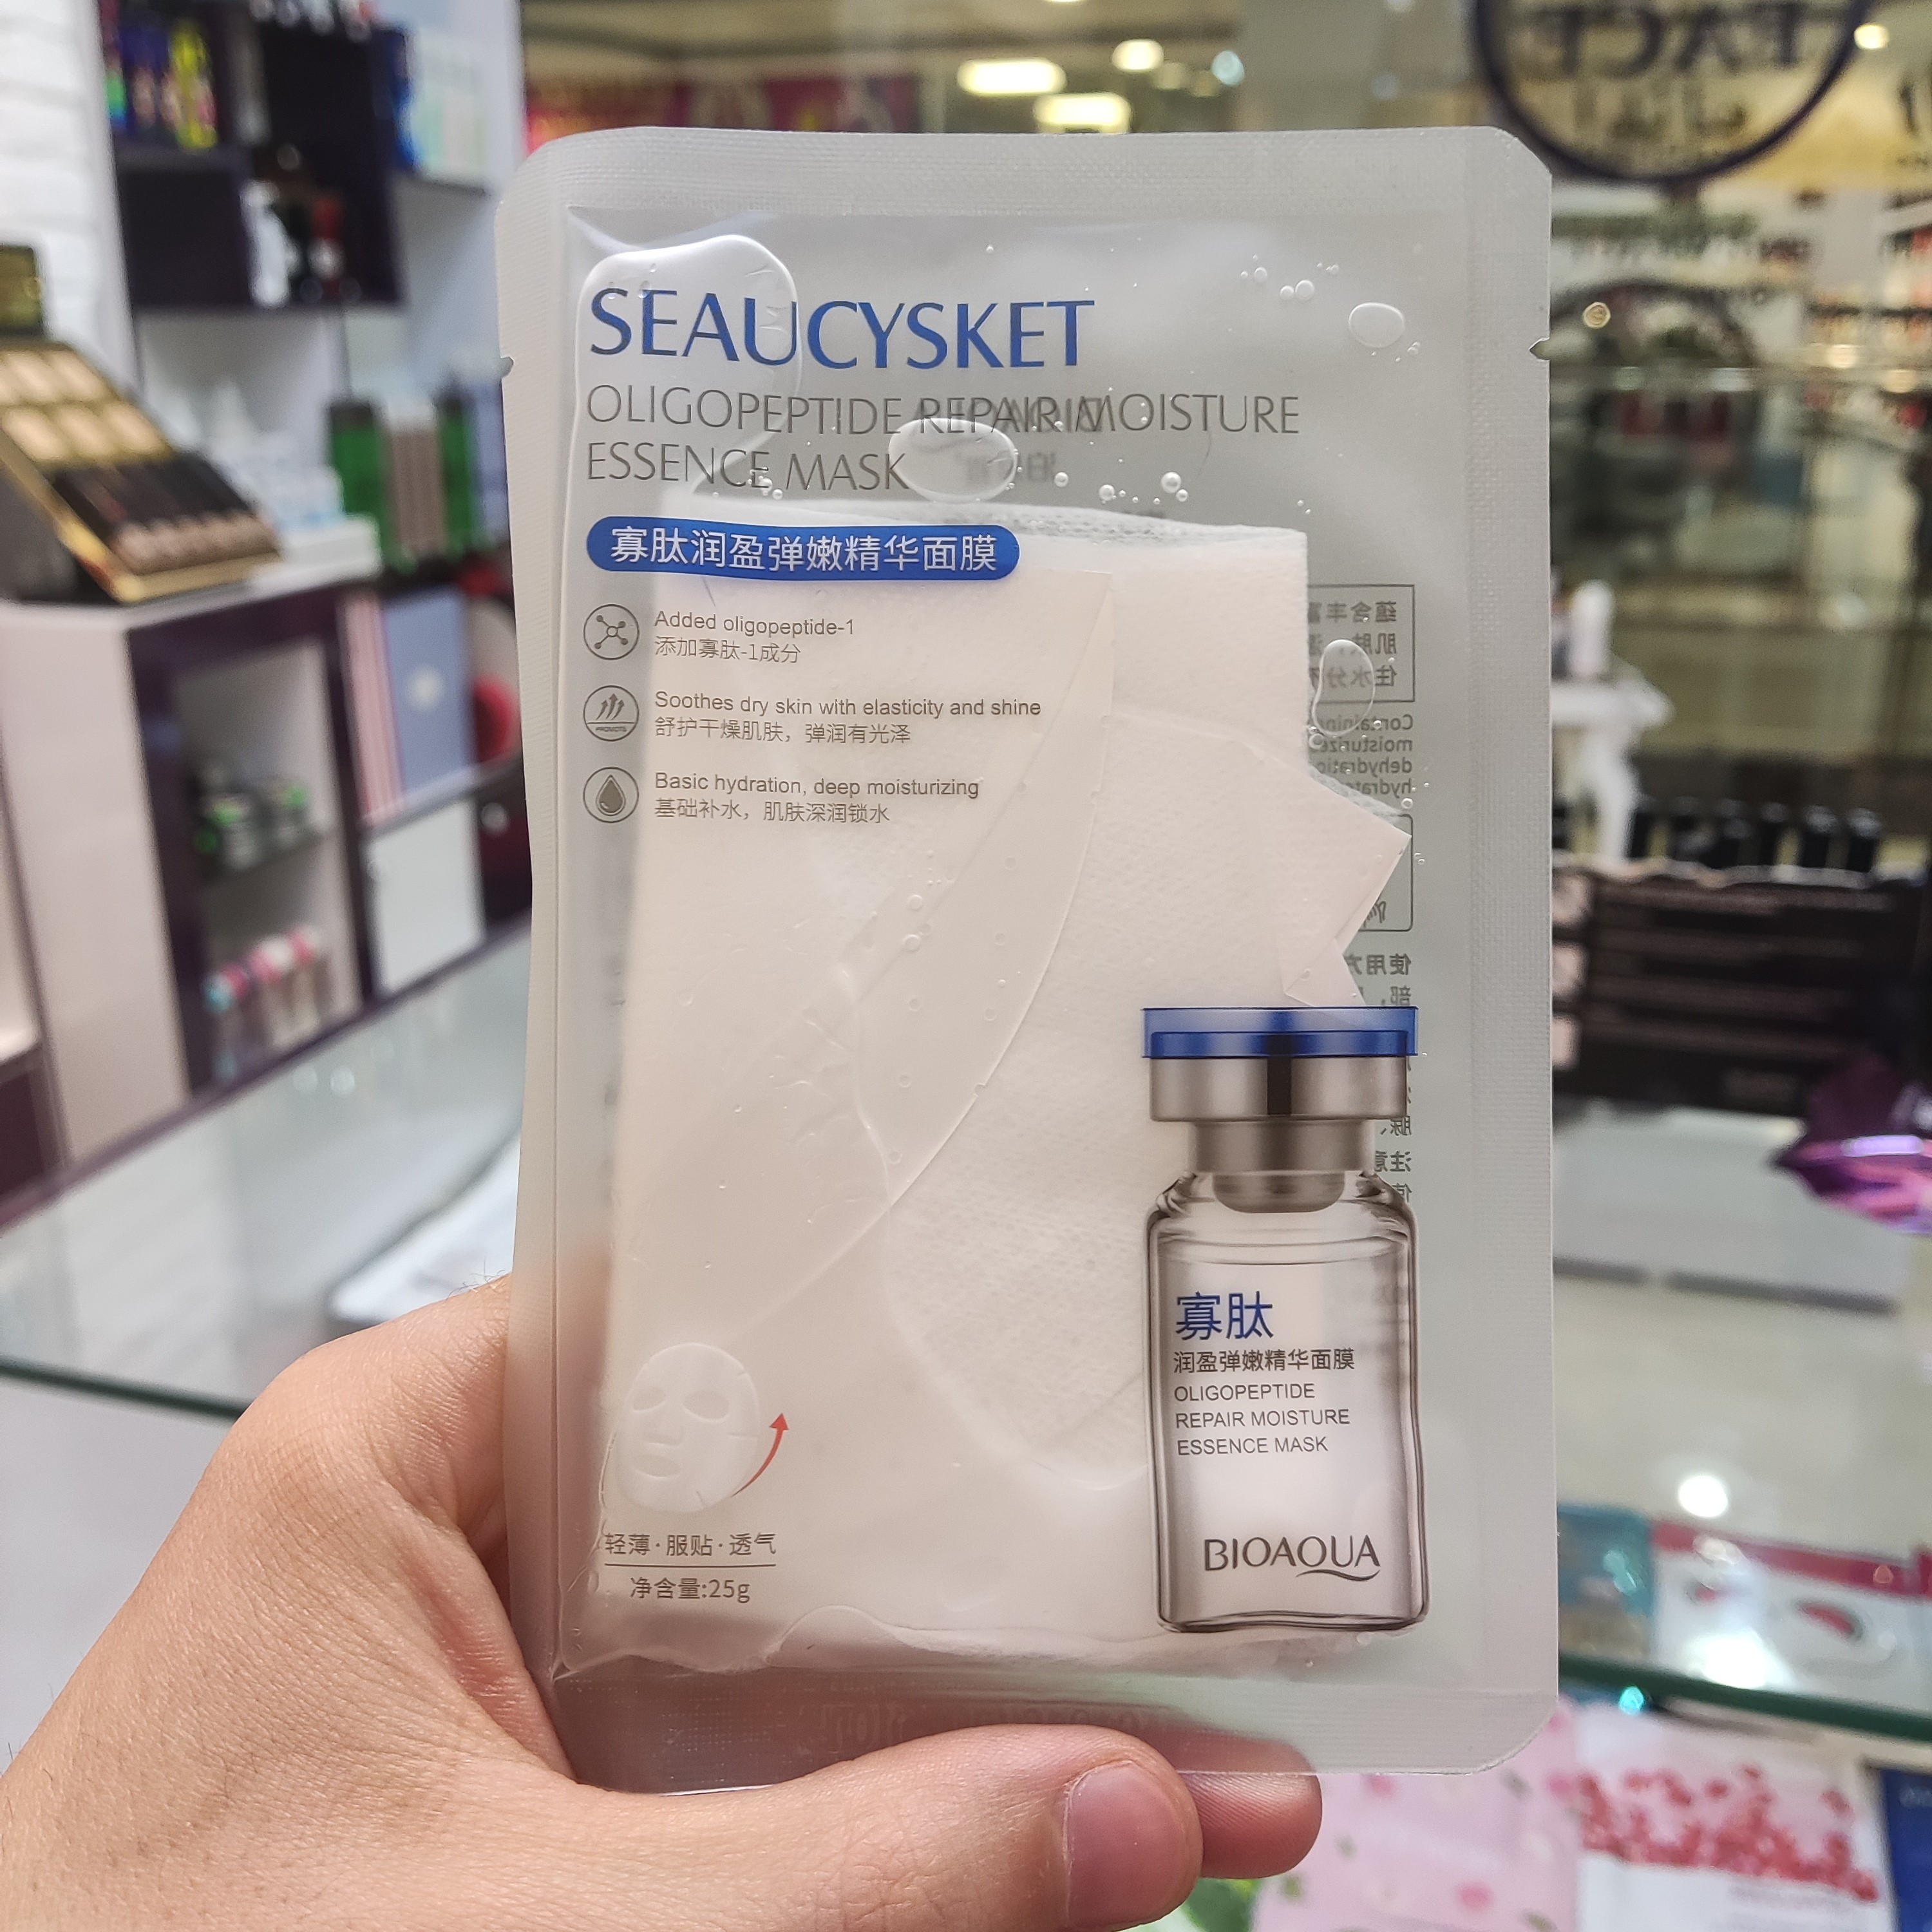 SEAUCYSKET
OLIGOPEPTIDE REPAIR MOISTURE
ESSENCE MASK
寡肽润盈弹嫩精华面膜
Added oligopeptide-1
添加寡肽-1成分
Soothes dry skin with elasticity and shine
舒护干燥肌肤，弹润有光泽
Basic hydration, deep moisturizing
基础补水，肌肤深润锁水
寡肽
润盈弹嫩精华面膜
OLIGOPEPTIDE
REPAIR MOISTURE
ESSENCE MASK
BIOAQUA
轻薄·服贴·透气
净含量:25g
FACE